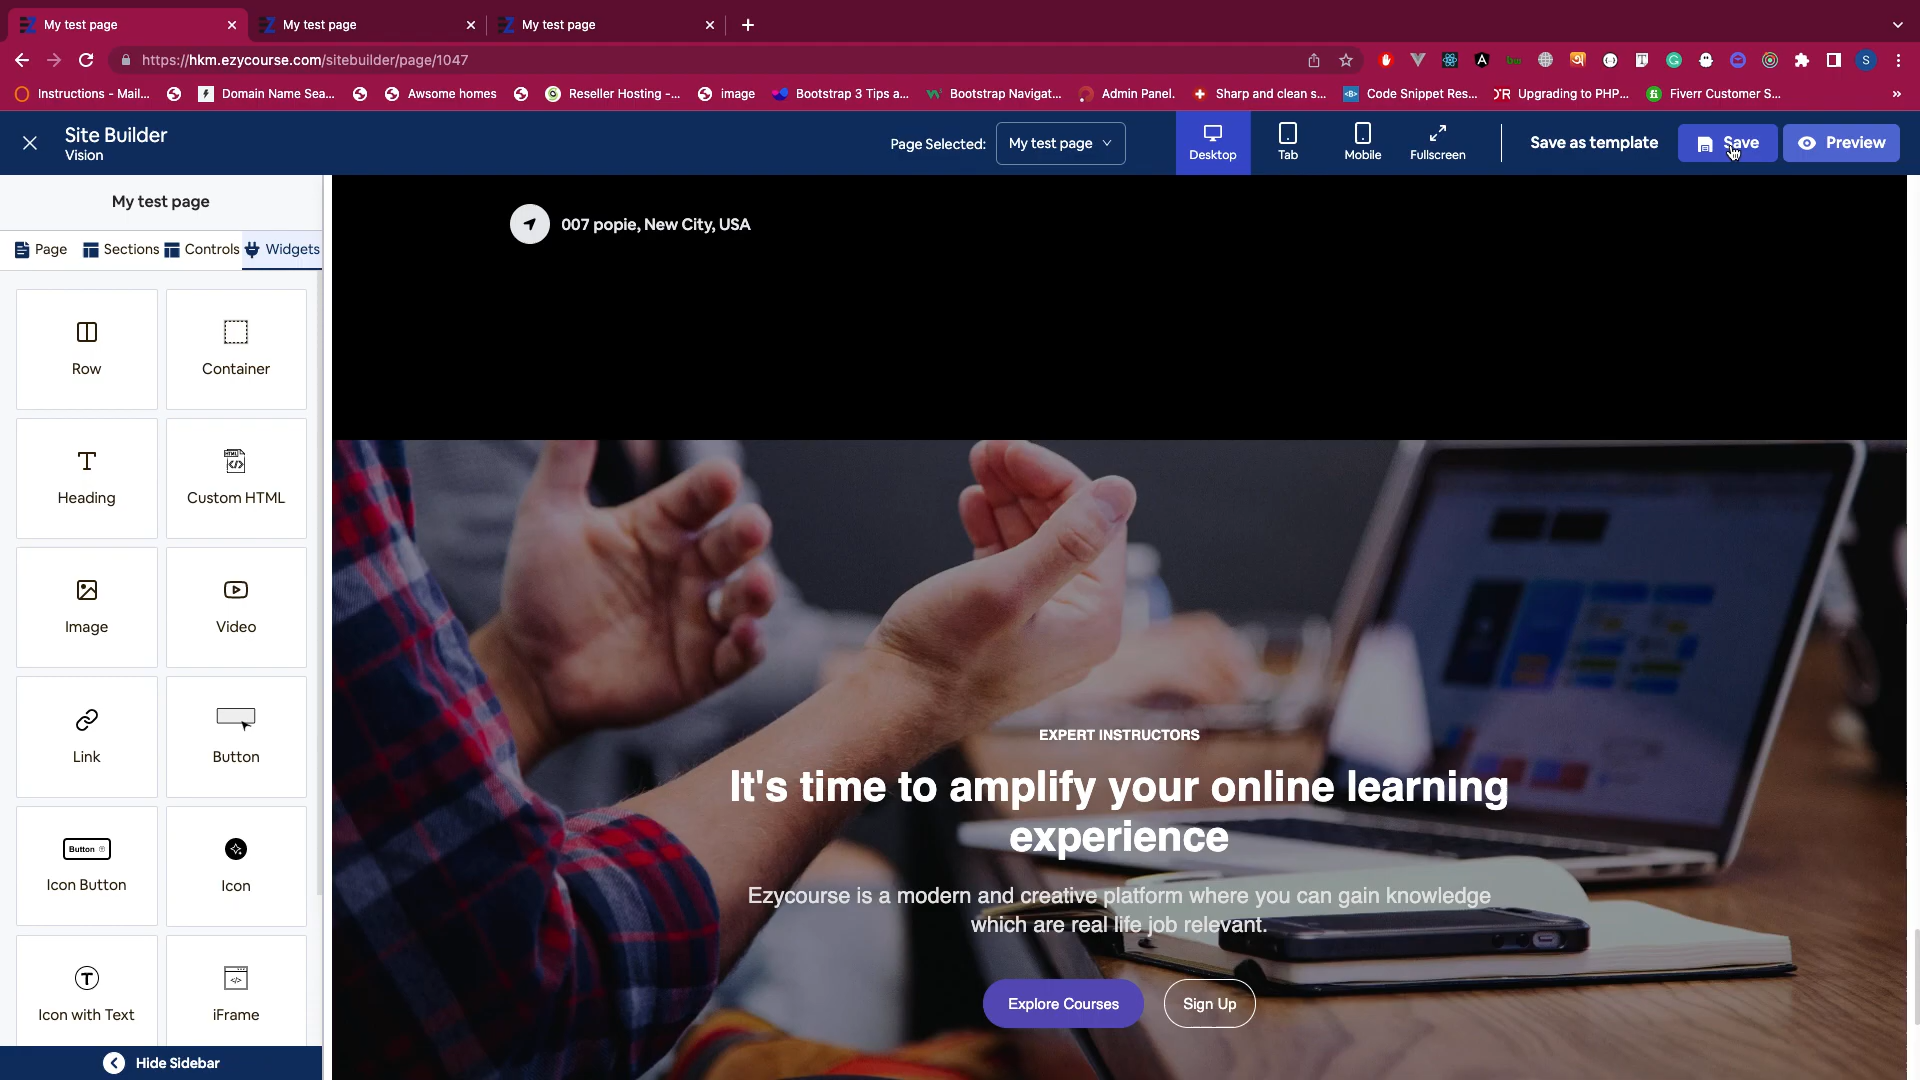 My test page
My test page
My test page
https://hkm.ezycourse.com/sitebuilder/page/1047
Instructions - Mail...
Domain Name Sea...
Awsome homes
Reseller Hosting -...
image
Bootstrap 3 Tips a...
Bootstrap Navigat...
Admin Panel.
Sharp and clean s...
Code Snippet Res...
Upgrading to PHP...
Fiverr Customer S...
Site Builder
Vision
Page Selected:
My test page
Desktop
Tab
Mobile
Fullscreen
Save as template
Save
Preview
My test page
Page
Sections
Controls
Widgets
Row
Container
Heading
Custom HTML
Image
Video
Link
Button
Button
Icon Button
Icon
Icon with Text
iFrame
Hide Sidebar
007 popie, New City, USA
EXPERT INSTRUCTORS
It's time to amplify your online learning
experience
Ezycourse is a modern and creative platform where you can gain knowledge
which are real life job relevant.
Explore Courses
Sign Up